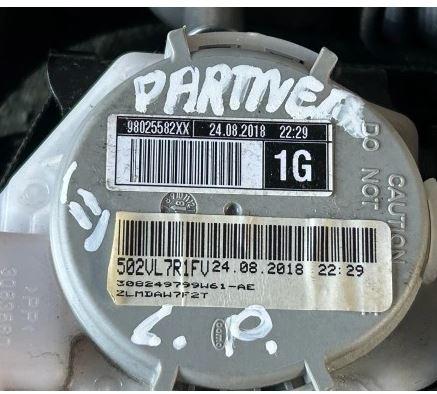 PARTNER
98025582XX 24.08.2018 22:29
1G
DO NOT
CAUTION
502VL7R1FV 24.08.2018 22:29
308249799W61-AE
ZLMDAW7F2T
L. P.
>PP<